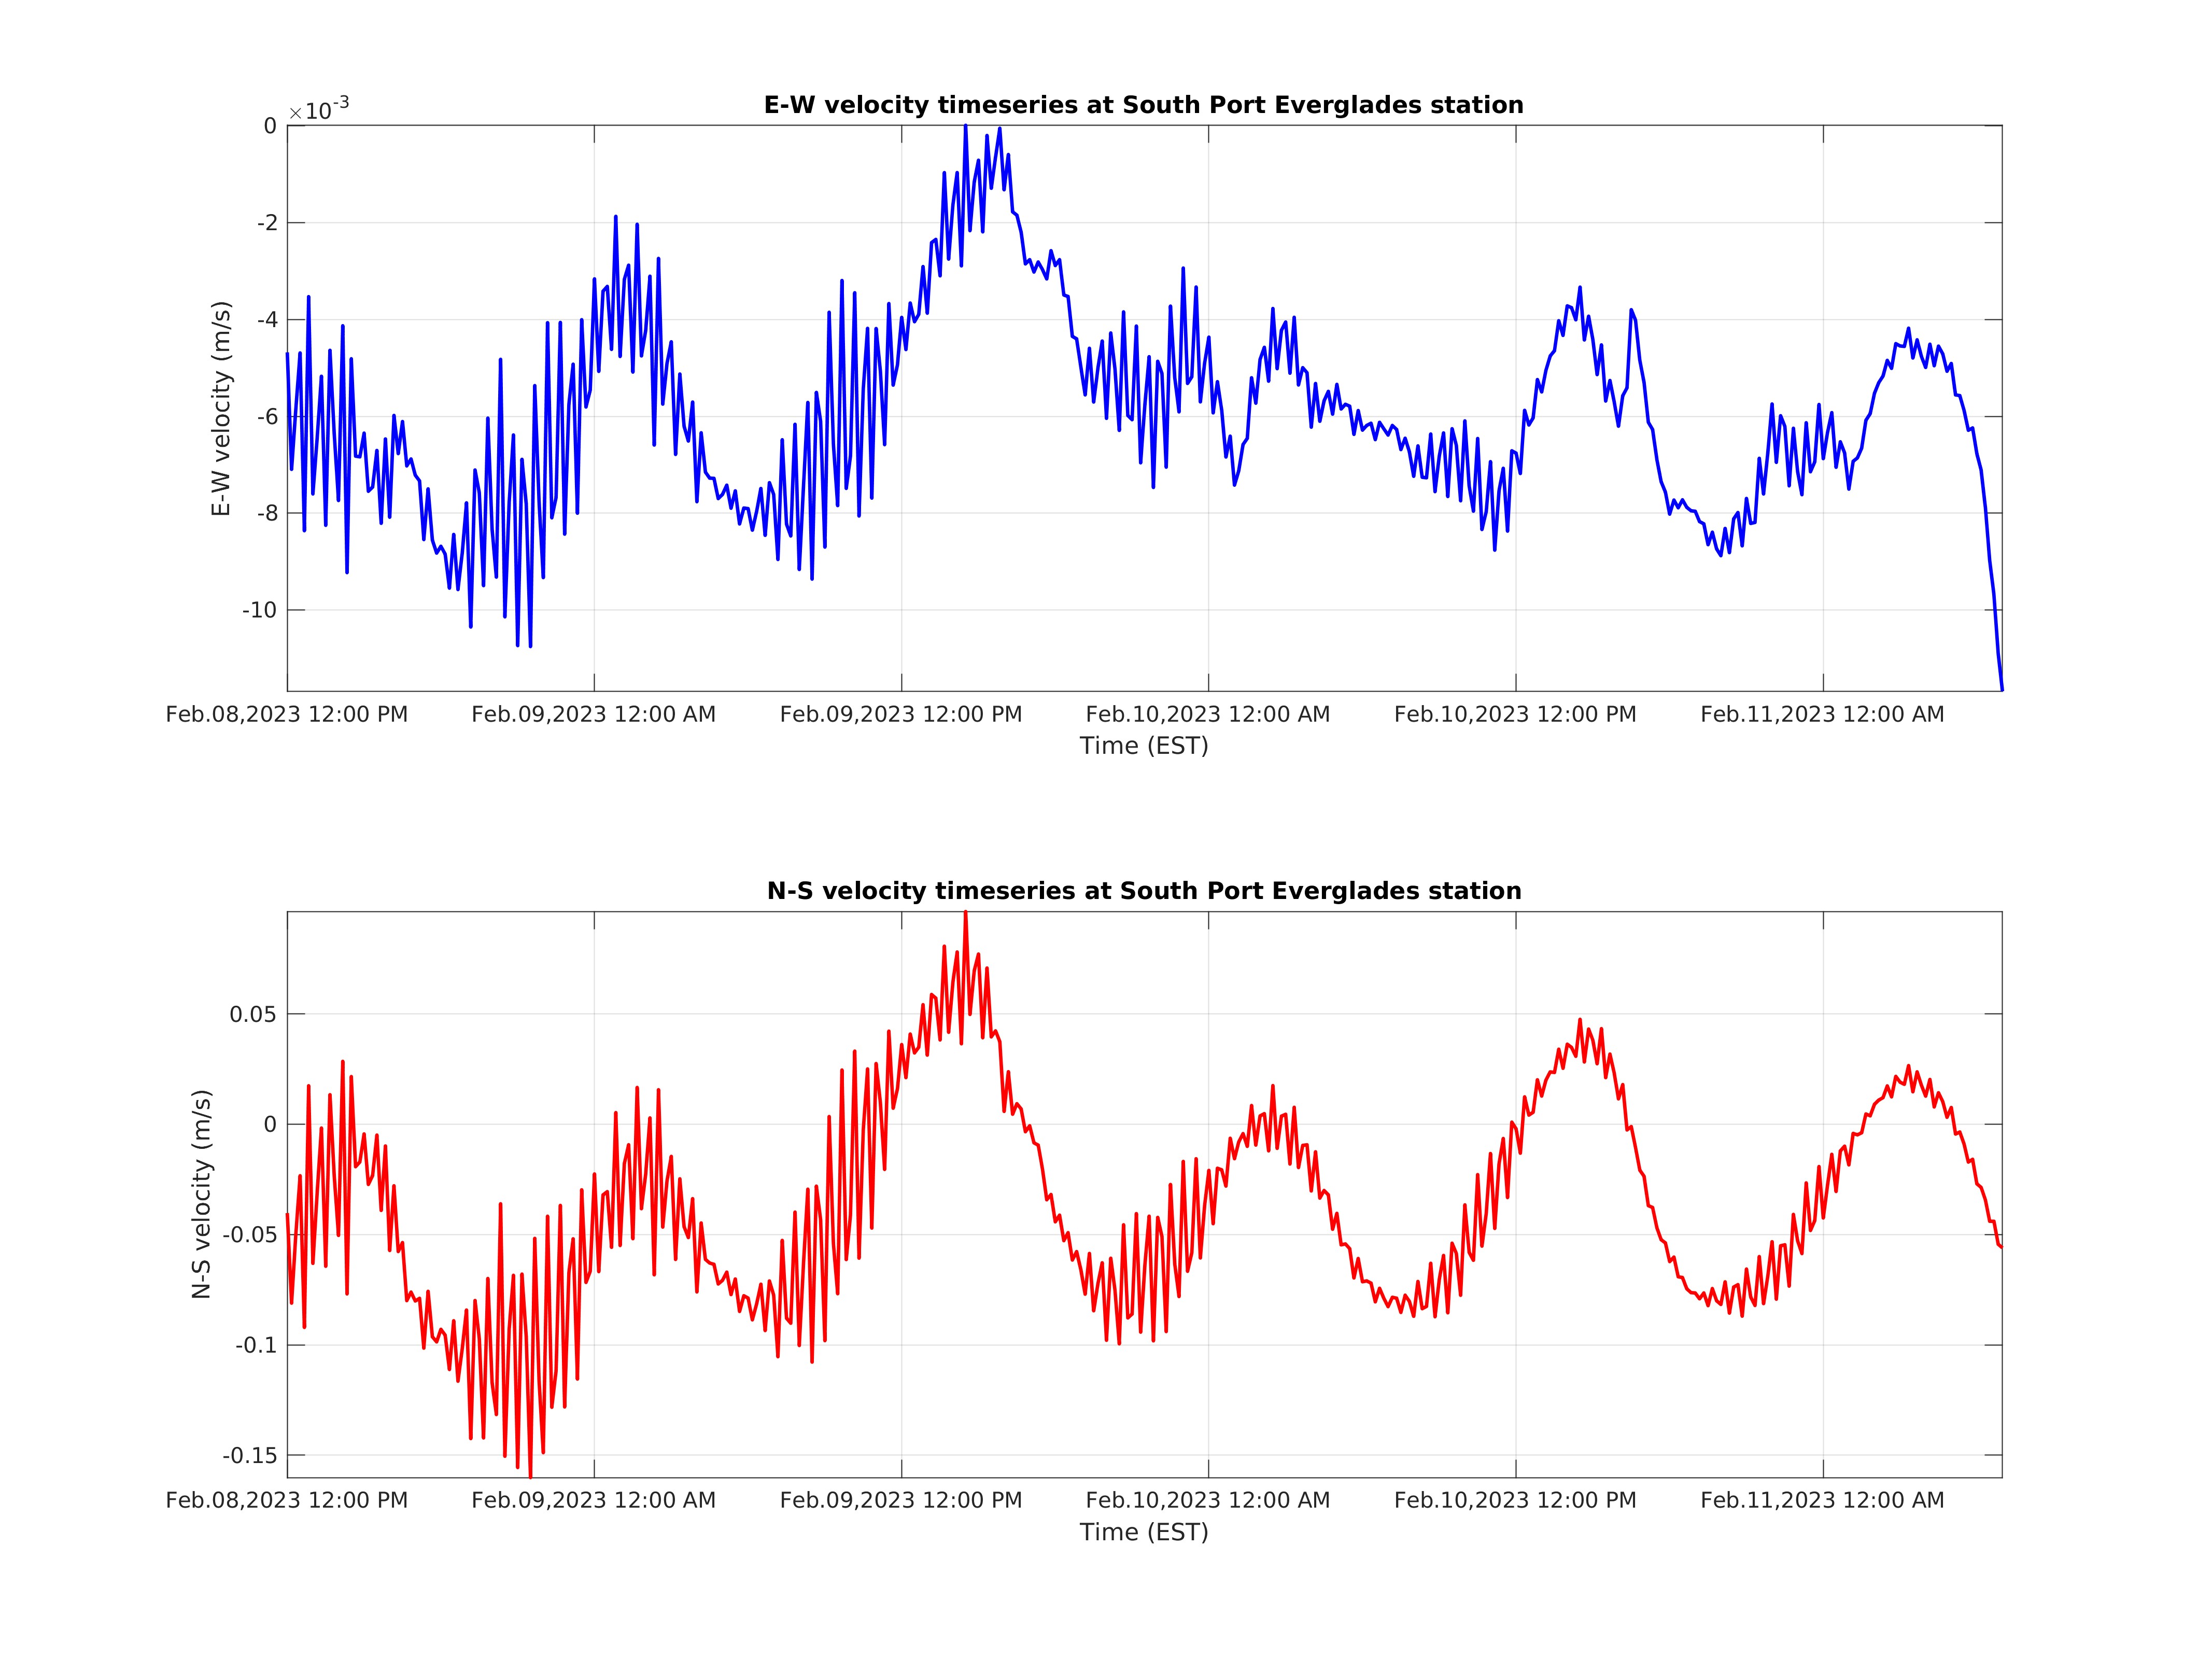 E-W velocity timeseries at South Port Everglades station
×10-3
0
-2
-4
-6
-8
-10
E-W velocity (m/s)
Feb.08,2023 12:00 PM Feb.09,2023 12:00 AM Feb.09,2023 12:00 PM Feb.10,2023 12:00 AM Feb.10,2023 12:00 PM Feb.11,2023 12:00 AM
Time (EST)
N-S velocity timeseries at South Port Everglades station
0.05
0
-0.05
-0.1
-0.15
N-S velocity (m/s)
Feb.08,2023 12:00 PM Feb.09,2023 12:00 AM Feb.09,2023 12:00 PM Feb.10,2023 12:00 AM Feb.10,2023 12:00 PM Feb.11,2023 12:00 AM
Time (EST)